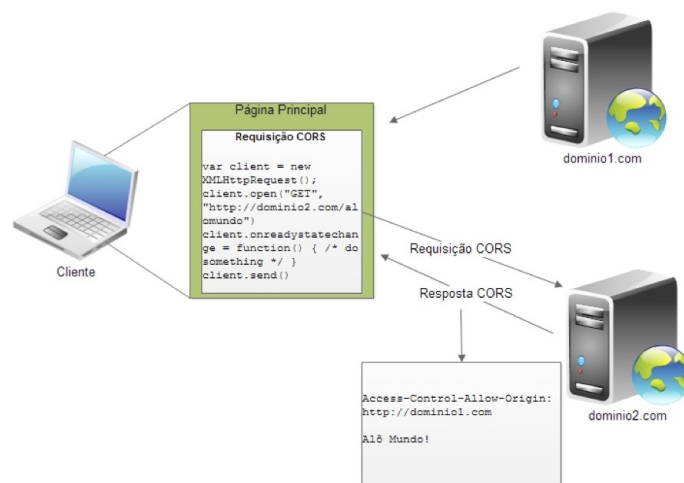 dominio1.com
Página Principal
Requisição CORS
var client = new
XMLHttpRequest();
client.open("GET",
"http://dominio2.com/al
omundo")
client.onreadystatechan
ge = function() { /* do
something */ }
client.send()
Cliente
Requisição CORS
Resposta CORS
dominio2.com
Access-Control-Allow-Origin:
http://dominio1.com
Alô Mundo!